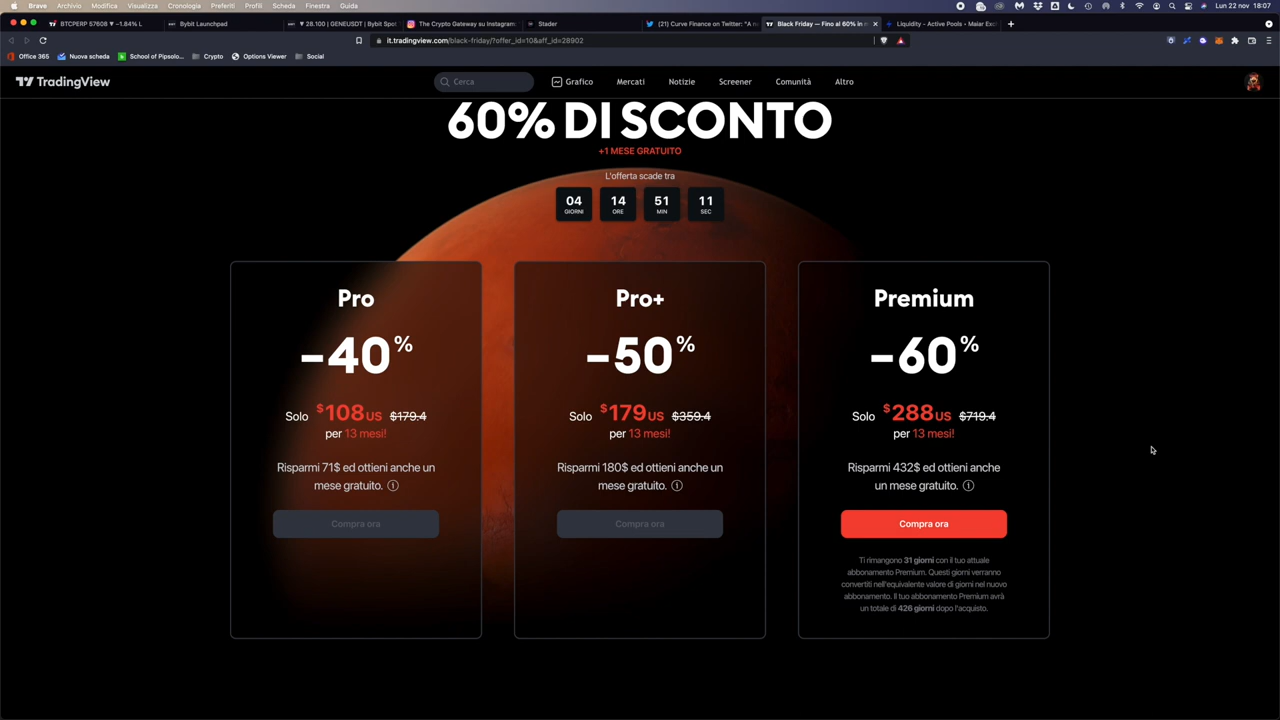 Brave Archivio Modifica Visualizza Cronologia Preferiti Profili Scheda Finestra Guida Lun 22 nov 18:07
BTCPERP 57608 ▼ −1.84% L
Bybit Launchpad
▼ 28.100 | GENEUSDT | Bybit Spot
The Crypto Gateway su Instagram:
Stader
(21) Curve Finance on Twitter: "A n
Black Friday — Fino al 60% in m
Liquidity - Active Pools - Maiar Exc
it.tradingview.com/black-friday/?offer_id=10&aff_id=28902
Office 365 Nuova scheda School of Pipsolo... Crypto Options Viewer Social
TradingView Cerca Grafico Mercati Notizie Screener Comunità Altro
60% DI SCONTO
+1 MESE GRATUITO
L'offerta scade tra
04 14 51 11
GIORNI ORE MIN SEC
Pro
−40%
Solo $108US $179.4
per 13 mesi!
Risparmi 71$ ed ottieni anche un
mese gratuito.
Compra ora
Pro+
−50%
Solo $179US $359.4
per 13 mesi!
Risparmi 180$ ed ottieni anche un
mese gratuito.
Compra ora
Premium
−60%
Solo $288US $719.4
per 13 mesi!
Risparmi 432$ ed ottieni anche
un mese gratuito.
Compra ora
Ti rimangono 31 giorni con il tuo attuale
abbonamento Premium. Questi giorni verranno
convertiti nell'equivalente valore di giorni nel nuovo
abbonamento. Il tuo abbonamento Premium avrà
un totale di 426 giorni dopo l'acquisto.